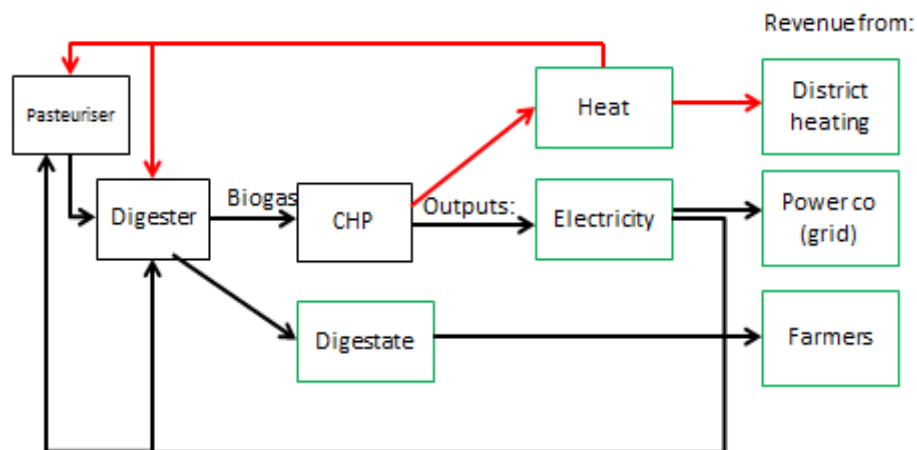 Revenue from:
Pasteuriser
Heat
District
heating
Digester
Biogas
CHP
Outputs:
Electricity
Power co
(grid)
Digestate
Farmers